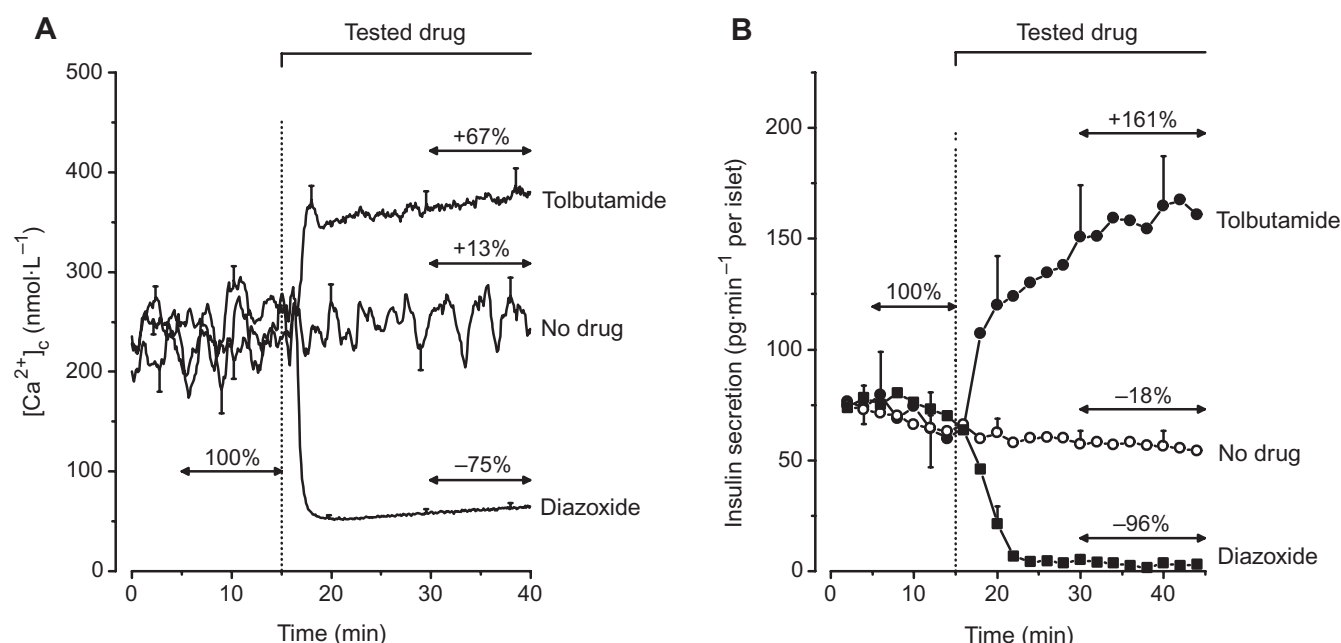 A
Tested drug
500
400
300
200
100
0
[Ca²⁺]c (nmol·L⁻¹)
+67%
Tolbutamide
+13%
No drug
100%
–75%
Diazoxide
0 10 20 30 40
Time (min)
B
Tested drug
200
150
100
50
0
Insulin secretion (pg·min⁻¹ per islet)
+161%
Tolbutamide
100%
–18%
No drug
–96%
Diazoxide
0 10 20 30 40
Time (min)